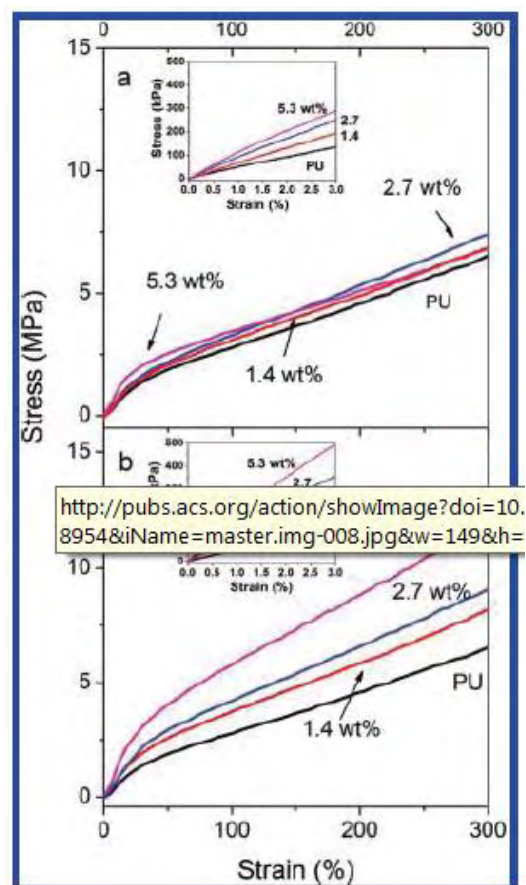 0 100 200 300
15
a
500
400
300
200
100
0
Stress (kPa)
5.3 wt%
2.7
1.4
PU
0.0 0.5 1.0 1.5 2.0 2.5 3.0
Strain (%)
10
2.7 wt%
5.3 wt%
5
PU
1.4 wt%
0
Stress (MPa)
15
b
500
400
5.3 wt%
2.7
http://pubs.acs.org/action/showImage?doi=10.
8954&iName=master.img-008.jpg&w=149&h=
0
0.0 0.5 1.0 1.5 2.0 2.5 3.0
Strain (%)
10
2.7 wt%
5
PU
1.4 wt%
0
0 100 200 300
Strain (%)